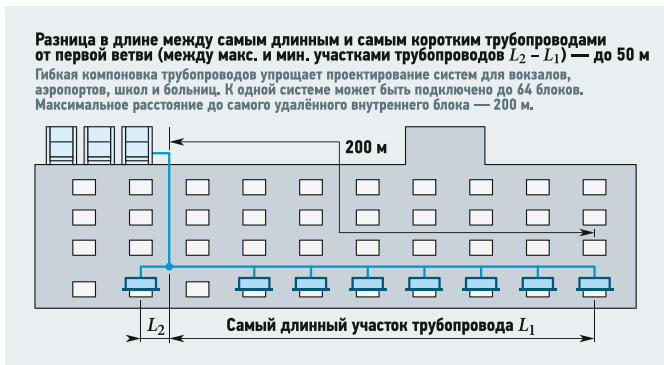 Разница в длине между самым длинным и самым коротким трубопроводами
от первой ветви (между макс. и мин. участками трубопроводов L₂ – L₁) — до 50 м
Гибкая компоновка трубопроводов упрощает проектирование систем для вокзалов,
аэропортов, школ и больниц. К одной системе может быть подключено до 64 блоков.
Максимальное расстояние до самого удалённого внутреннего блока — 200 м.
200 м
L₂
Самый длинный участок трубопровода L₁